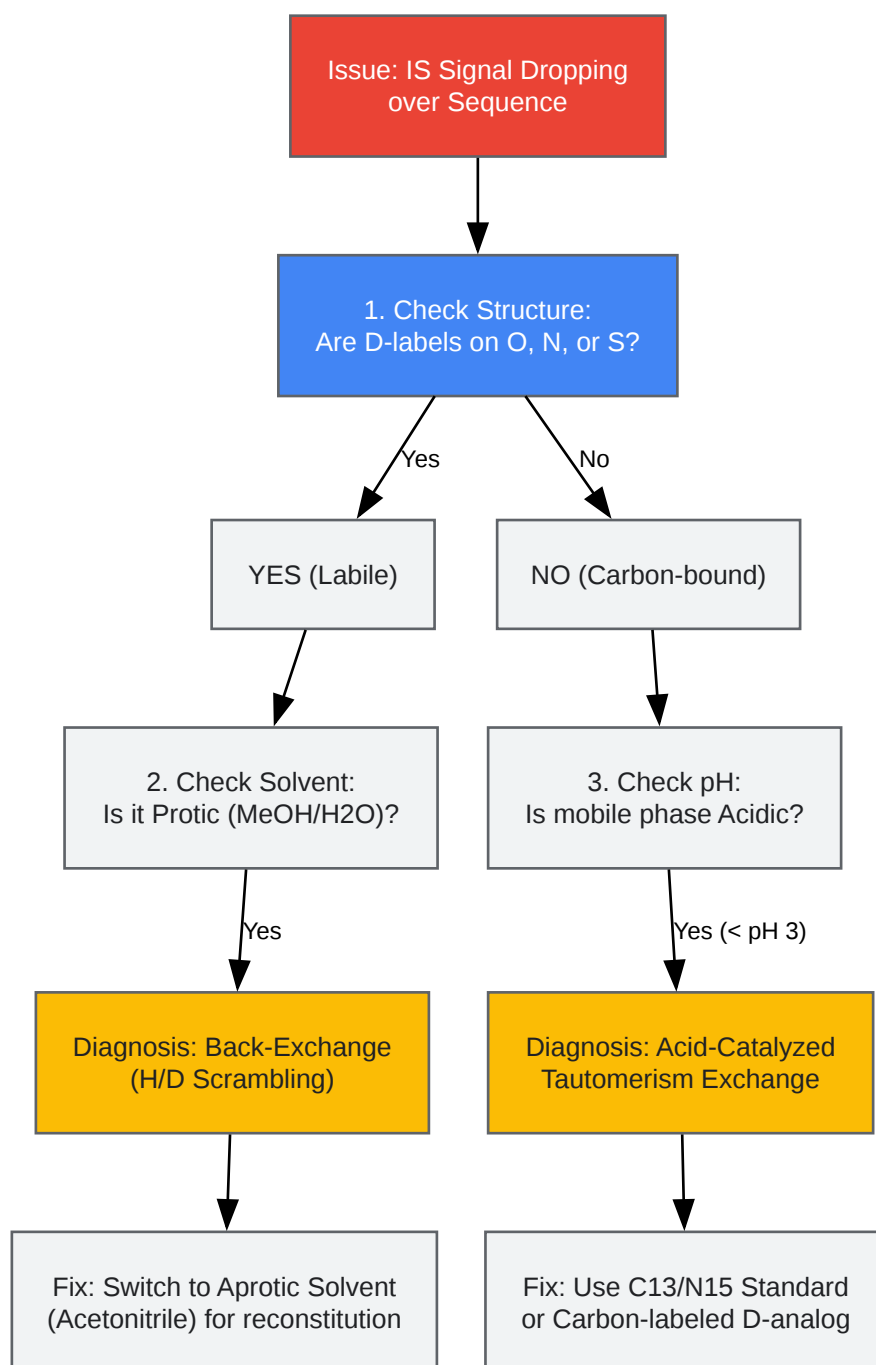 Issue: IS Signal Dropping
over Sequence
1. Check Structure:
Are D-labels on O, N, or S?
Yes
No
YES (Labile)
NO (Carbon-bound)
2. Check Solvent:
Is it Protic (MeOH/H2O)?
3. Check pH:
Is mobile phase Acidic?
Yes
Yes (< pH 3)
Diagnosis: Back-Exchange
(H/D Scrambling)
Diagnosis: Acid-Catalyzed
Tautomerism Exchange
Fix: Switch to Aprotic Solvent
(Acetonitrile) for reconstitution
Fix: Use C13/N15 Standard
or Carbon-labeled D-analog